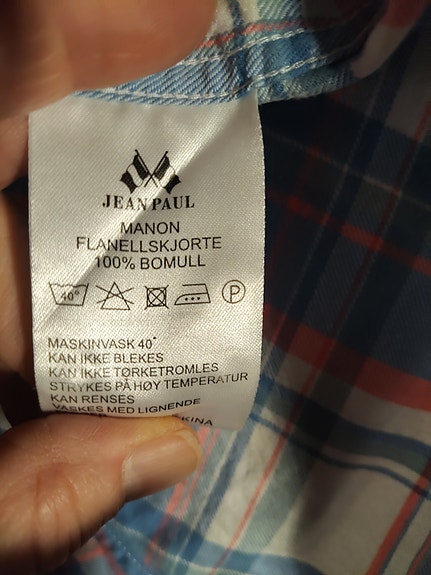 JEAN PAUL
MANON
FLANELLSKJORTE
100% BOMULL
40° P
MASKINVASK 40°
KAN IKKE BLEKES
KAN IKKE TØRKETROMLES
STRYKES PÅ HØY TEMPERATUR
KAN RENSES
VASKES MED LIGNENDE